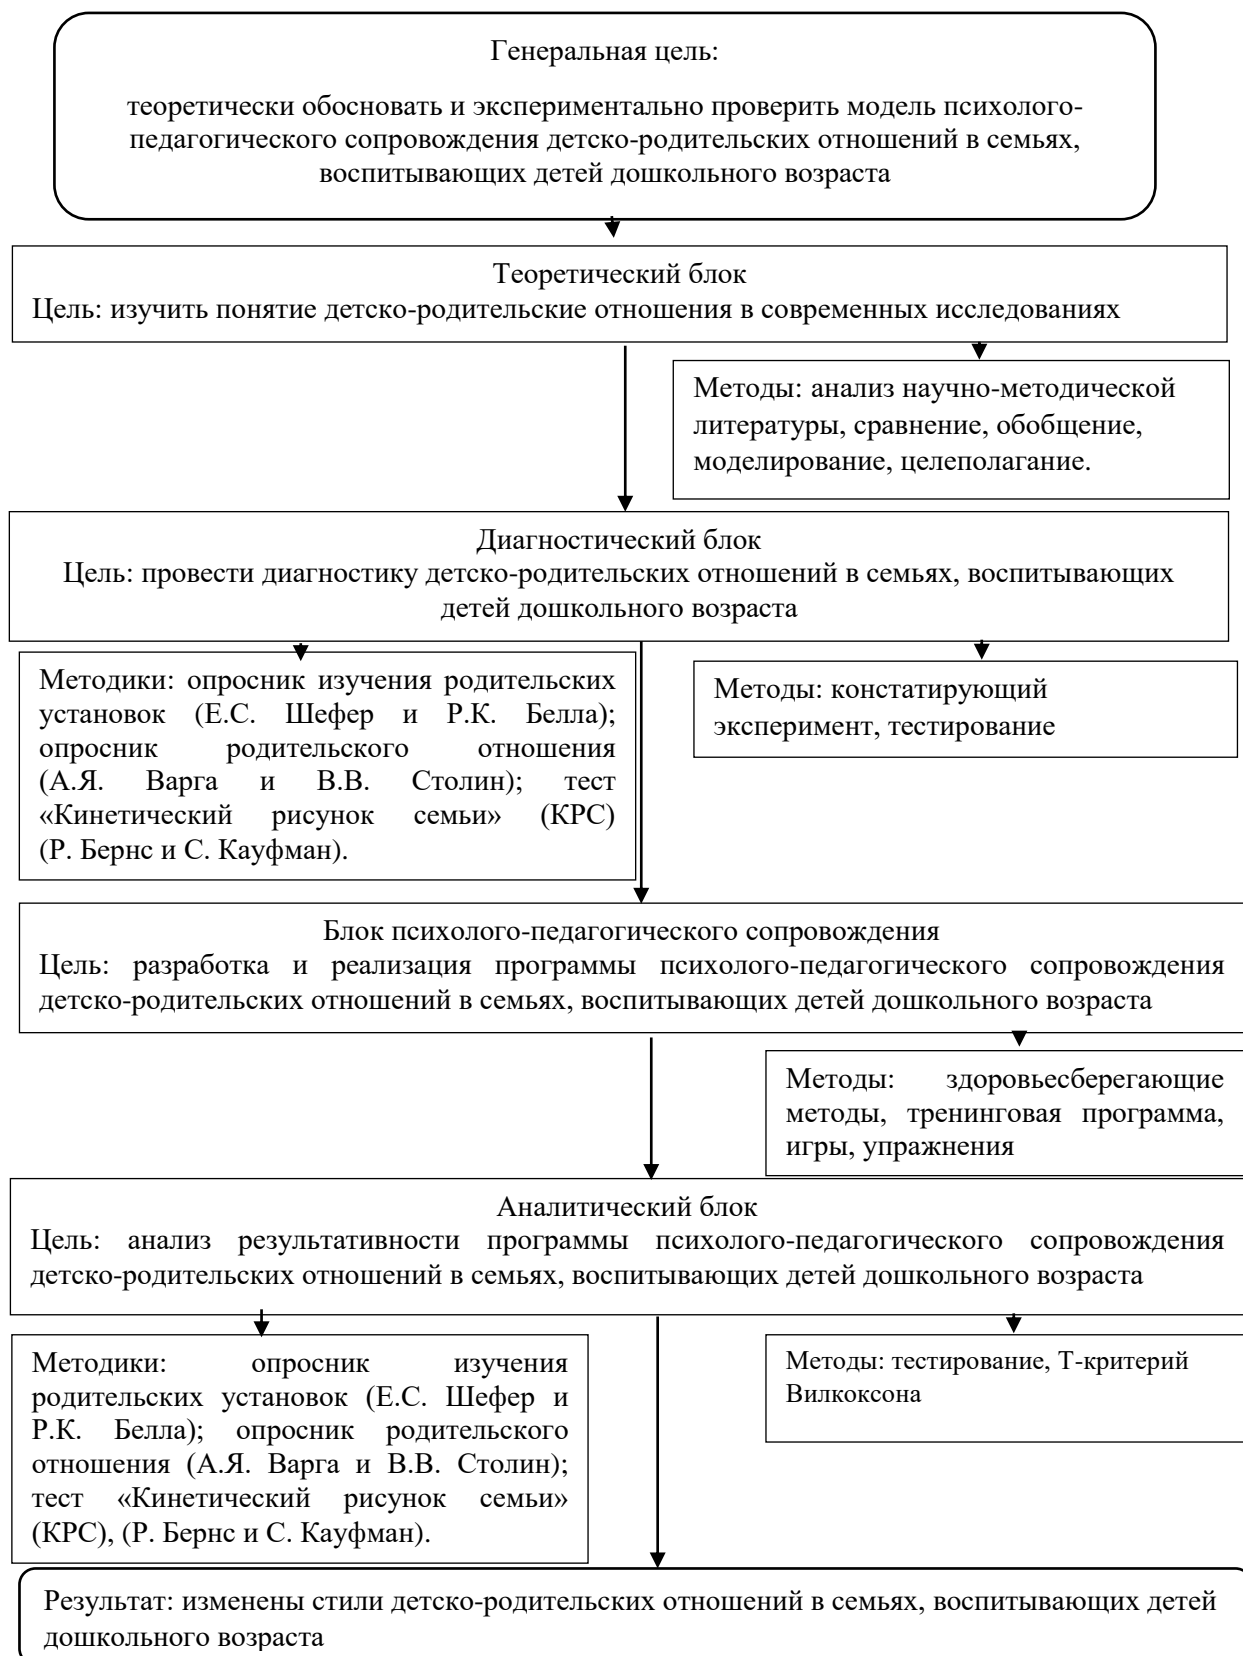 Генеральная цель:
теоретически обосновать и экспериментально проверить модель психолого-
педагогического сопровождения детско-родительских отношений в семьях,
воспитывающих детей дошкольного возраста
Теоретический блок
Цель: изучить понятие детско-родительские отношения в современных исследованиях
Методы: анализ научно-методической
литературы, сравнение, обобщение,
моделирование, целеполагание.
Диагностический блок
Цель: провести диагностику детско-родительских отношений в семьях, воспитывающих
детей дошкольного возраста
Методики: опросник изучения родительских
установок (Е.С. Шефер и Р.К. Белла);
опросник родительского отношения
(А.Я. Варга и В.В. Столин); тест
«Кинетический рисунок семьи» (КРС)
(Р. Бернс и С. Кауфман).
Методы: констатирующий
эксперимент, тестирование
Блок психолого-педагогического сопровождения
Цель: разработка и реализация программы психолого-педагогического сопровождения
детско-родительских отношений в семьях, воспитывающих детей дошкольного возраста
Методы: здоровьесберегающие
методы, тренинговая программа,
игры, упражнения
Аналитический блок
Цель: анализ результативности программы психолого-педагогического сопровождения
детско-родительских отношений в семьях, воспитывающих детей дошкольного возраста
Методики: опросник изучения
родительских установок (Е.С. Шефер и
Р.К. Белла); опросник родительского
отношения (А.Я. Варга и В.В. Столин);
тест «Кинетический рисунок семьи»
(КРС), (Р. Бернс и С. Кауфман).
Методы: тестирование, Т-критерий
Вилкоксона
Результат: изменены стили детско-родительских отношений в семьях, воспитывающих детей
дошкольного возраста